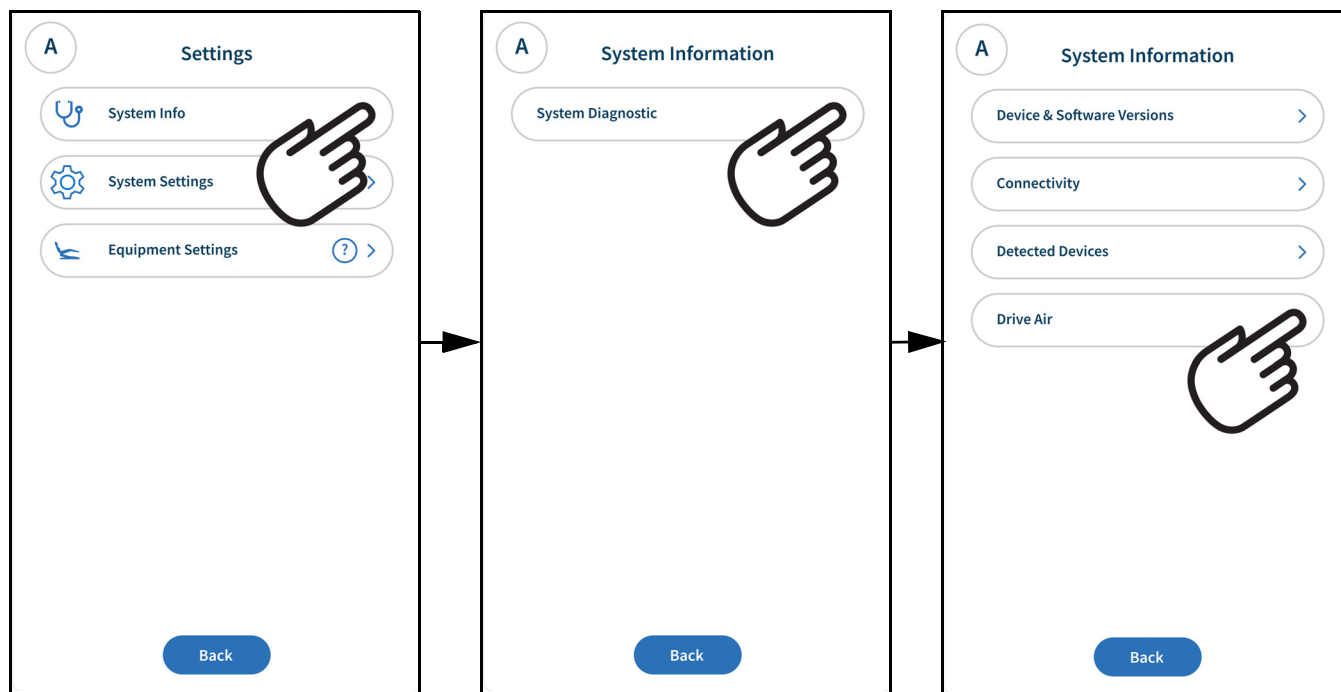 A
Settings
System Info
System Settings
Equipment Settings
?
Back
A
System Information
System Diagnostic
Back
A
System Information
Device & Software Versions
Connectivity
Detected Devices
Drive Air
Back